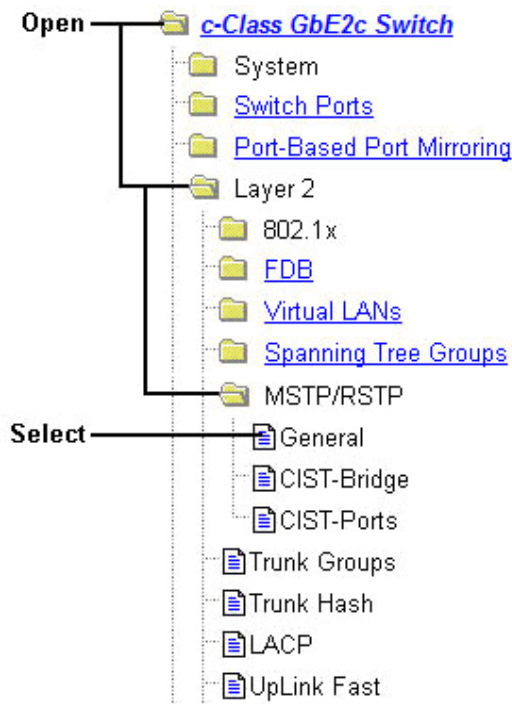 Open c-Class GbE2c Switch
System
Switch Ports
Port-Based Port Mirroring
Layer 2
802.1x
FDB
Virtual LANs
Spanning Tree Groups
MSTP/RSTP
Select General
CIST-Bridge
CIST-Ports
Trunk Groups
Trunk Hash
LACP
UpLink Fast